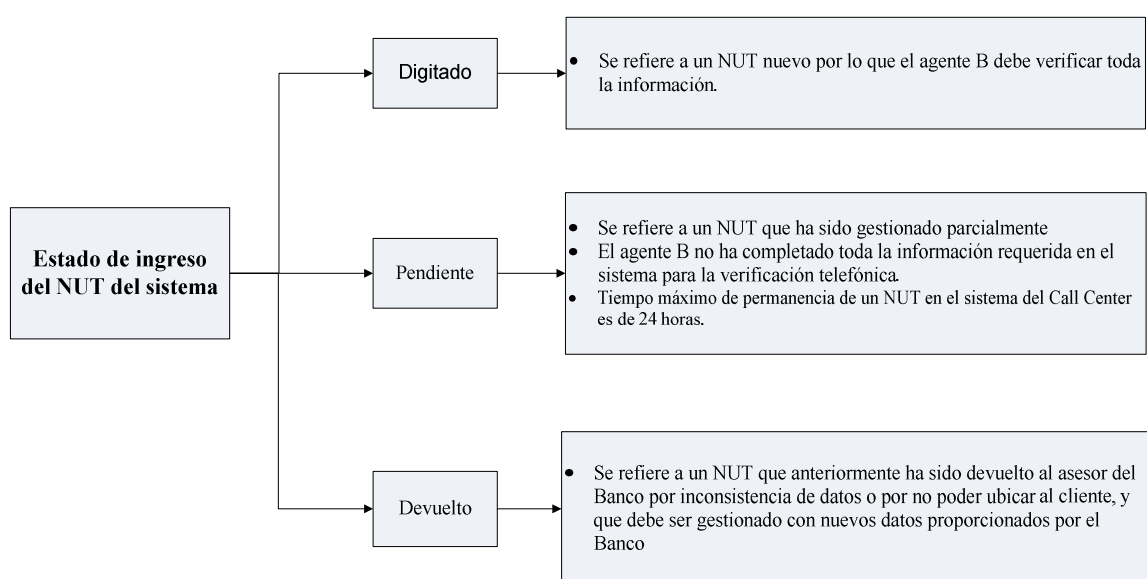 Digitado
• Se refiere a un NUT nuevo por lo que el agente B debe verificar toda
la información.
Estado de ingreso
del NUT del sistema
Pendiente
• Se refiere a un NUT que ha sido gestionado parcialmente
• El agente B no ha completado toda la información requerida en el
sistema para la verificación telefónica.
• Tiempo máximo de permanencia de un NUT en el sistema del Call Center
es de 24 horas.
Devuelto
• Se refiere a un NUT que anteriormente ha sido devuelto al asesor del
Banco por inconsistencia de datos o por no poder ubicar al cliente, y
que debe ser gestionado con nuevos datos proporcionados por el
Banco